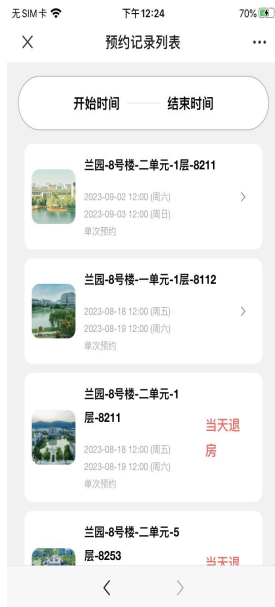 无SIM卡 下午12:24 70%
预约记录列表
开始时间 结束时间
兰园-8号楼-二单元-1层-8211
2023-09-02 12:00 (周六)
2023-09-03 12:00 (周日)
单次预约
兰园-8号楼-一单元-1层-8112
2023-08-18 12:00 (周五)
2023-08-19 12:00 (周六)
单次预约
兰园-8号楼-二单元-1
层-8211
当天退
房
2023-08-18 12:00 (周五)
2023-08-19 12:00 (周六)
单次预约
兰园-8号楼-二单元-5
层-8253
当天退